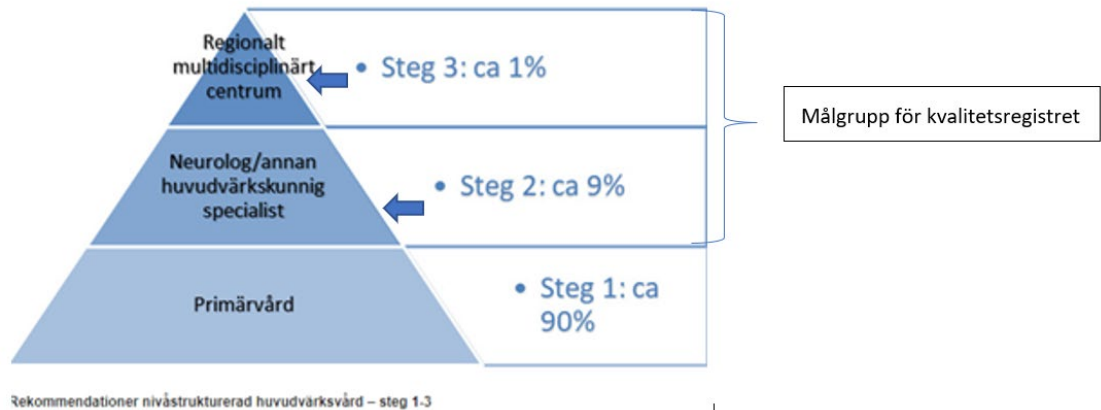 Regionalt
multidisciplinärt
centrum
• Steg 3: ca 1%
Målgrupp för kvalitetsregistret
Neurolog/annan
huvudvärkskunnig
specialist
• Steg 2: ca 9%
Primärvård
• Steg 1: ca
90%
Rekommendationer nivåstrukturerad huvudvärksvård – steg 1-3